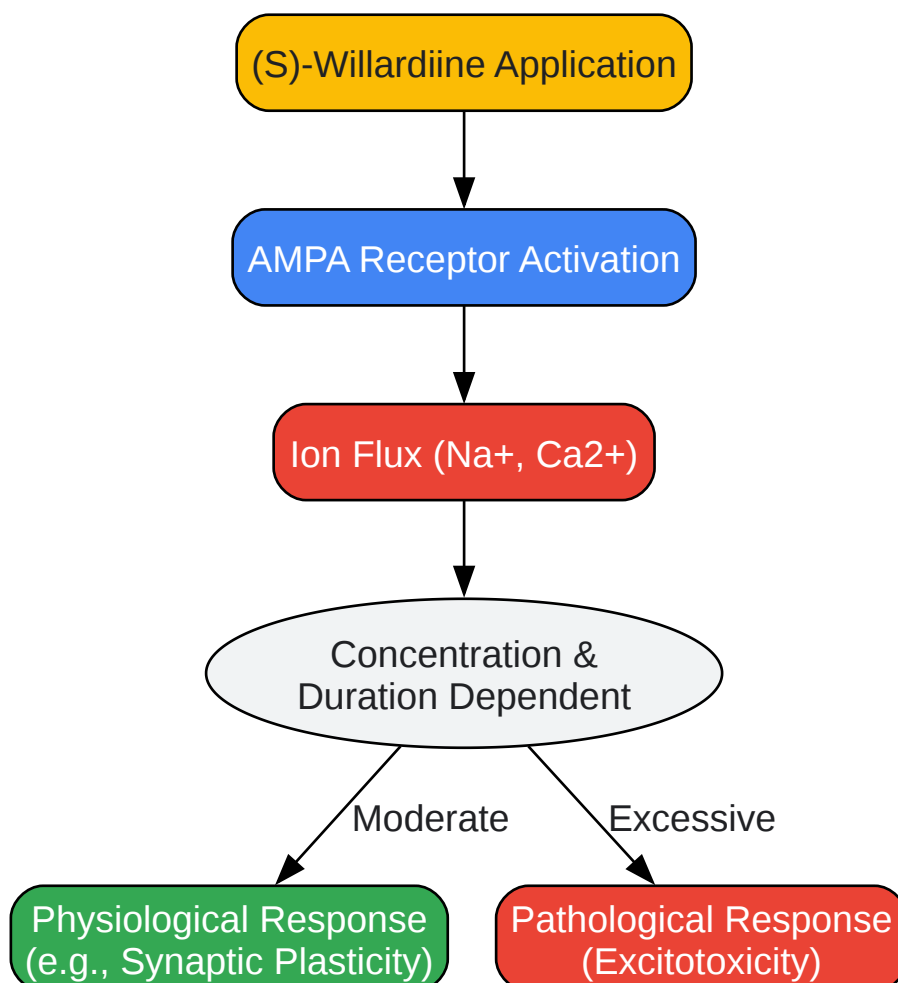 (S)-Willardiine Application
AMPA Receptor Activation
Ion Flux (Na+, Ca2+)
Concentration &
Duration Dependent
Moderate
Excessive
Physiological Response
(e.g., Synaptic Plasticity)
Pathological Response
(Excitotoxicity)